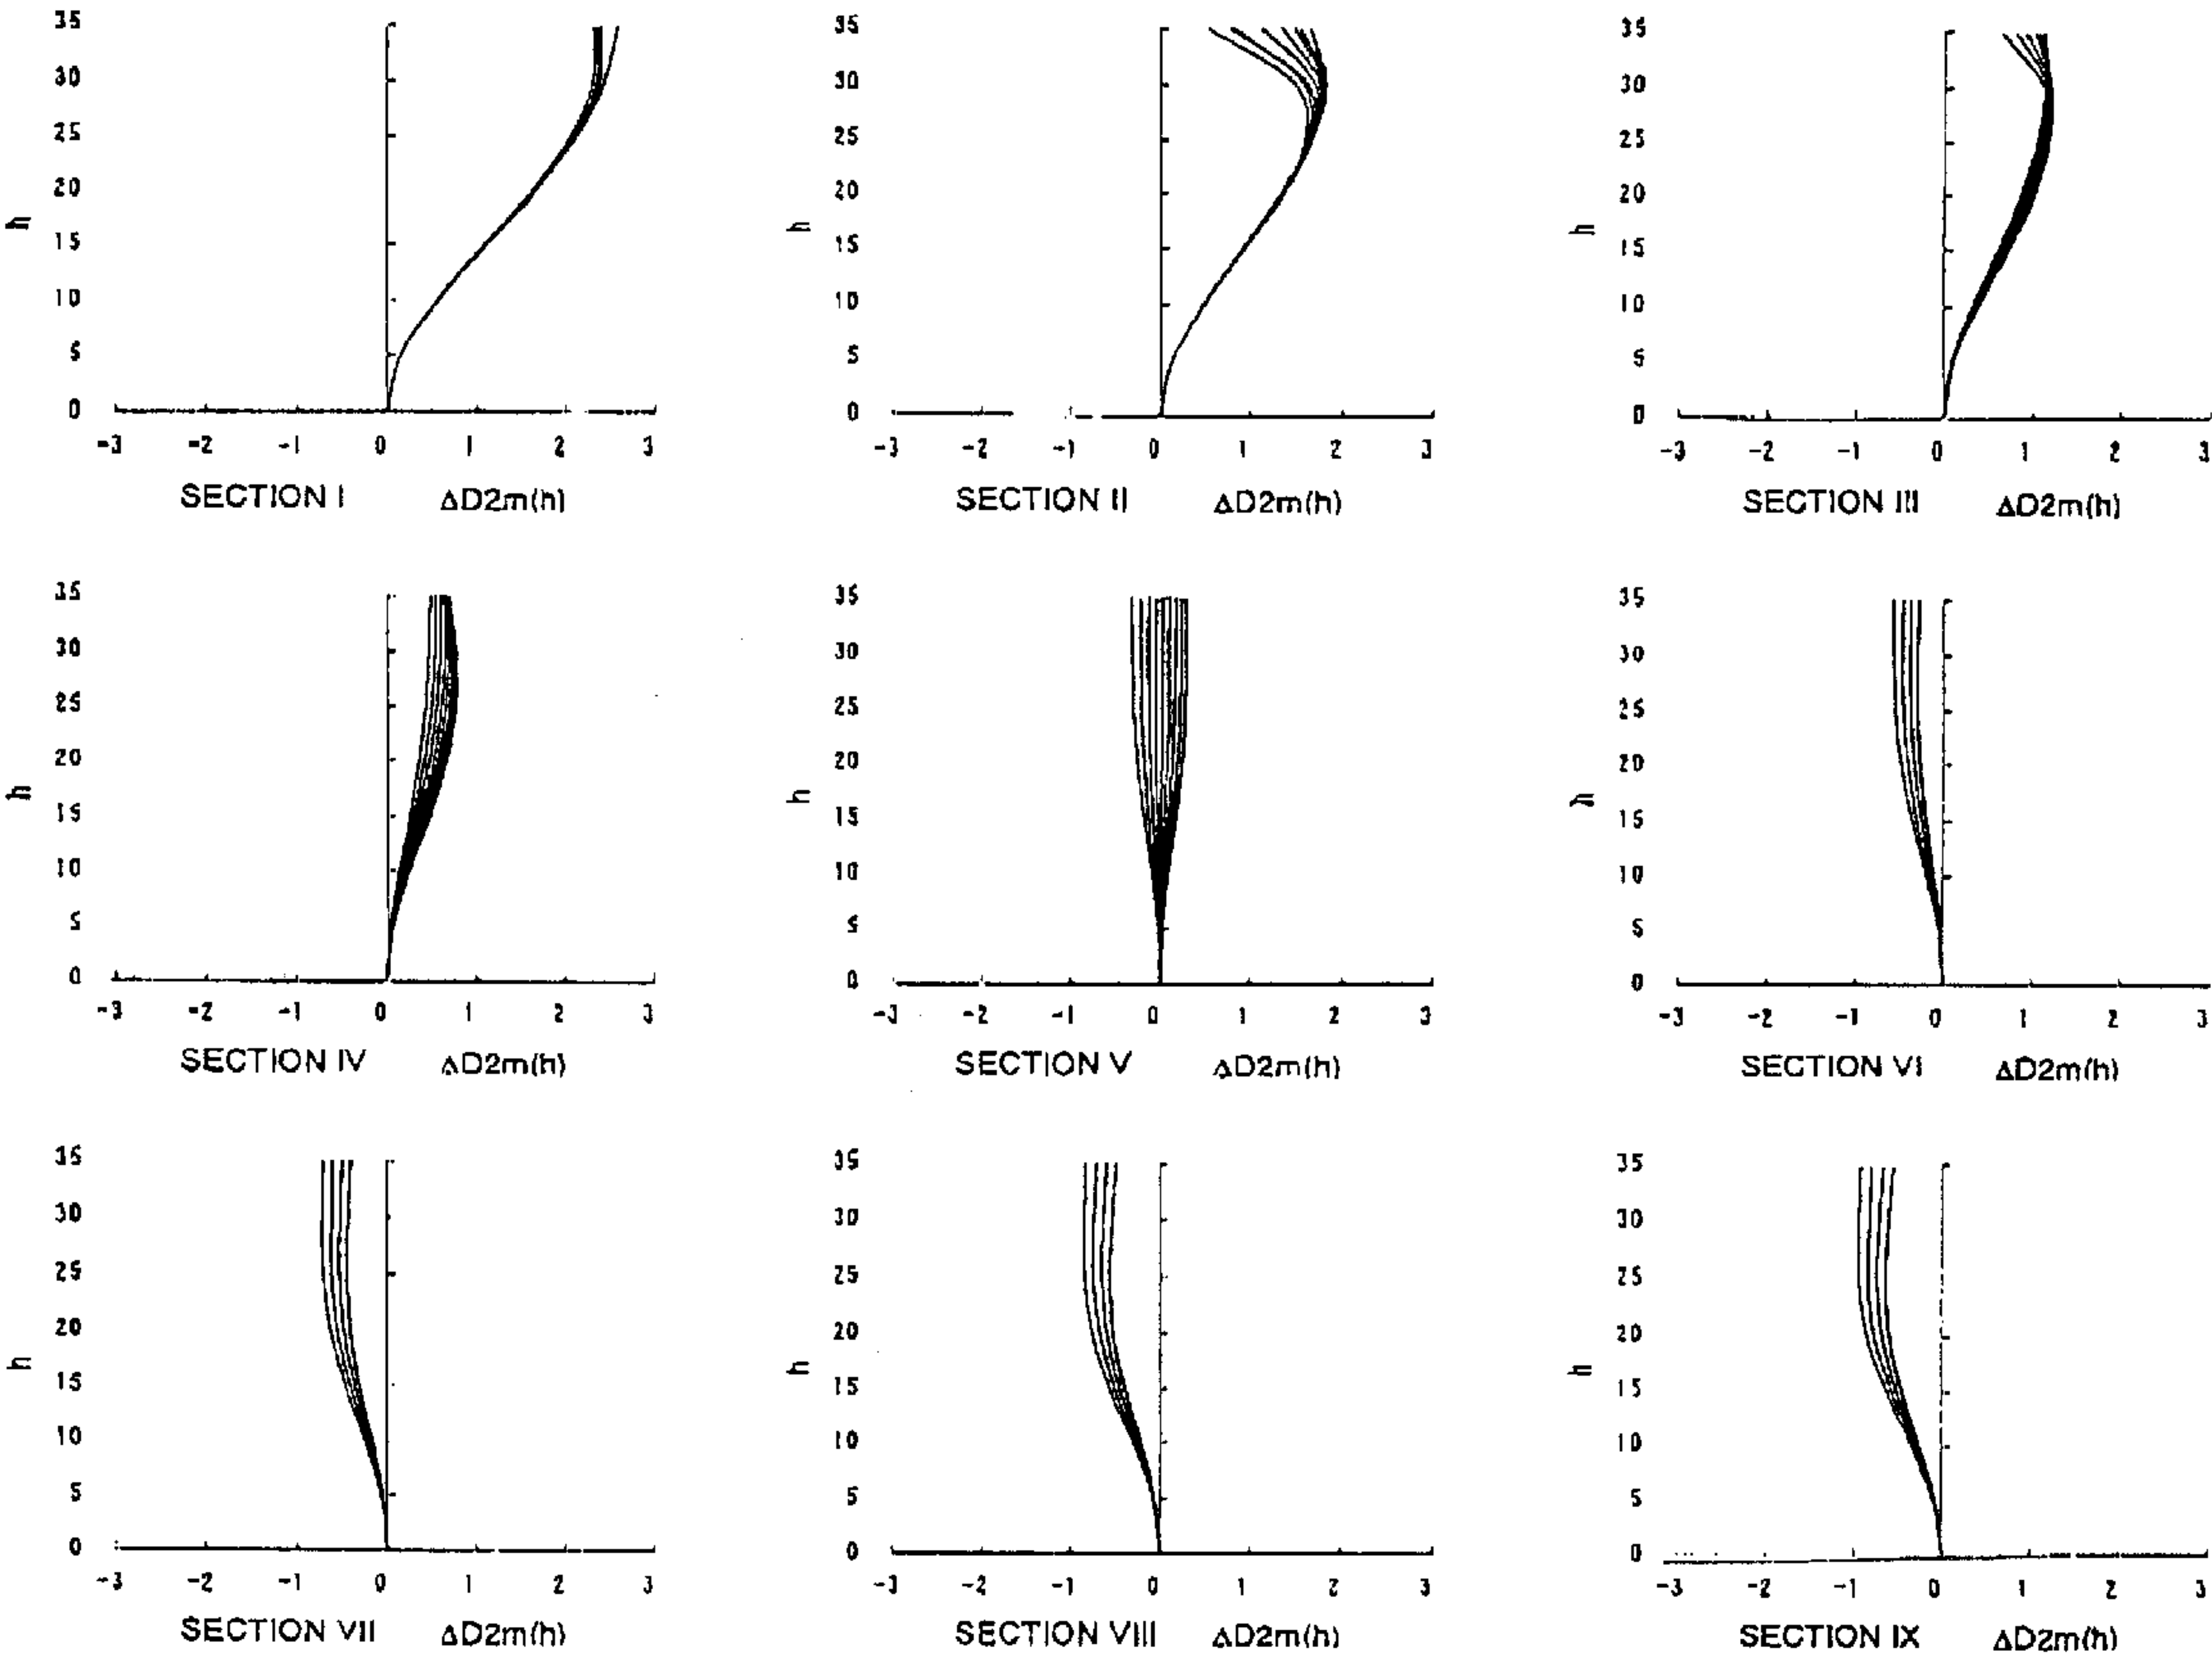 35
30
25
20
h
15
10
5
0
-3 -2 -1 0 1 2 3
SECTION I ΔD2m(h)
35
30
25
20
h
15
10
5
0
-3 -2 -1 0 1 2 3
SECTION II ΔD2m(h)
35
30
25
20
h
15
10
5
0
-3 -2 -1 0 1 2 3
SECTION III ΔD2m(h)
35
30
25
20
h
15
10
5
0
-3 -2 -1 0 1 2 3
SECTION IV ΔD2m(h)
35
30
25
20
h
15
10
5
0
-3 -2 -1 0 1 2 3
SECTION V ΔD2m(h)
35
30
25
20
h
15
10
5
0
-3 -2 -1 0 1 2 3
SECTION VI ΔD2m(h)
35
30
25
20
h
15
10
5
0
-3 -2 -1 0 1 2 3
SECTION VII ΔD2m(h)
35
30
25
20
h
15
10
5
0
-3 -2 -1 0 1 2 3
SECTION VIII ΔD2m(h)
35
30
25
20
h
15
10
5
0
-3 -2 -1 0 1 2 3
SECTION IX ΔD2m(h)